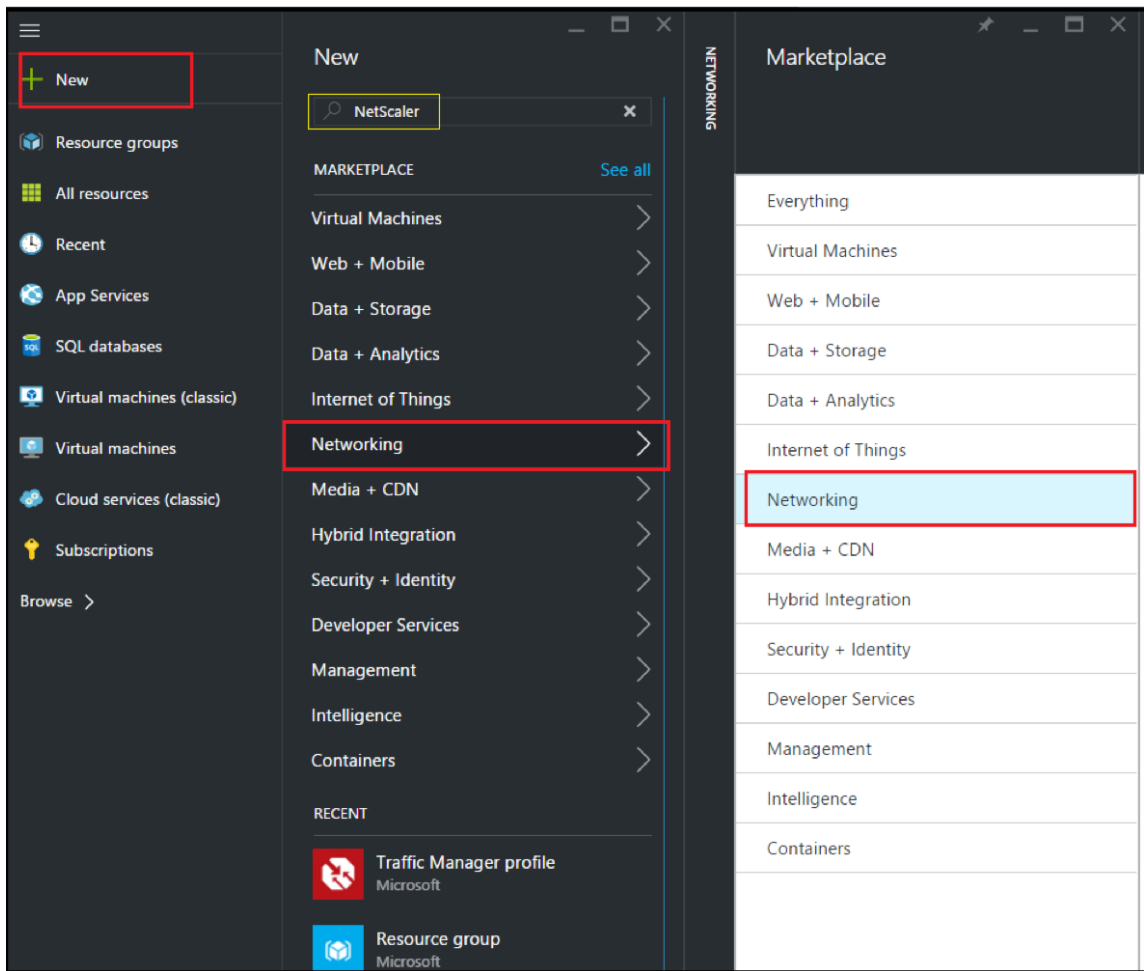 New
Resource groups
All resources
Recent
App Services
SQL
SQL databases
Virtual machines (classic)
Virtual machines
Cloud services (classic)
Subscriptions
Browse
New
NetScaler
MARKETPLACE
See all
Virtual Machines
Web + Mobile
Data + Storage
Data + Analytics
Internet of Things
Networking
Media + CDN
Hybrid Integration
Security + Identity
Developer Services
Management
Intelligence
Containers
RECENT
Traffic Manager profile
Microsoft
Resource group
Microsoft
NETWORKING
Marketplace
Everything
Virtual Machines
Web + Mobile
Data + Storage
Data + Analytics
Internet of Things
Networking
Media + CDN
Hybrid Integration
Security + Identity
Developer Services
Management
Intelligence
Containers